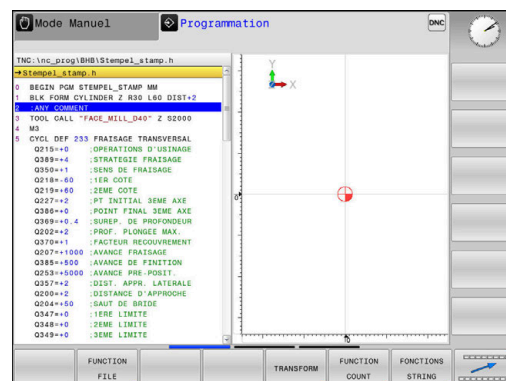 Mode Manuel
Programmation
DNC
TNC:\nc_prog\BHB\Stempel_stamp.h
→Stempel_stamp.h
0 BEGIN PGM STEMPEL_STAMP MM
1 BLK FORM CYLINDER Z R30 L60 DIST+2
2 ;ANY COMMENT
3 TOOL CALL "FACE_MILL_D40" Z S2000
4 M3
5 CYCL DEF 233 FRAISAGE TRANSVERSAL
Q215=+0 ;OPERATIONS D'USINAGE
Q389=+4 ;STRATEGIE FRAISAGE
Q350=+1 ;SENS DE FRAISAGE
Q218=-60 ;1ER COTE
Q219=+60 ;2EME COTE
Q227=+2 ;PT INITIAL 3EME AXE
Q386=+0 ;POINT FINAL 3EME AXE
Q369=+0.4 ;SUREP. DE PROFONDEUR
Q202=+2 ;PROF. PLONGEE MAX.
Q370=+1 ;FACTEUR RECOUVREMENT
Q207=+1000 ;AVANCE FRAISAGE
Q385=+500 ;AVANCE DE FINITION
Q253=+5000 ;AVANCE PRE-POSIT.
Q357=+2 ;DIST. APPR. LATERALE
Q200=+2 ;DISTANCE D'APPROCHE
Q204=+50 ;SAUT DE BRIDE
Q347=+0 ;1ERE LIMITE
Q348=+0 ;2EME LIMITE
Q349=+0 ;3EME LIMITE
Y
X
0
0
FUNCTION
FILE
TRANSFORM
FUNCTION
COUNT
FONCTIONS
STRING